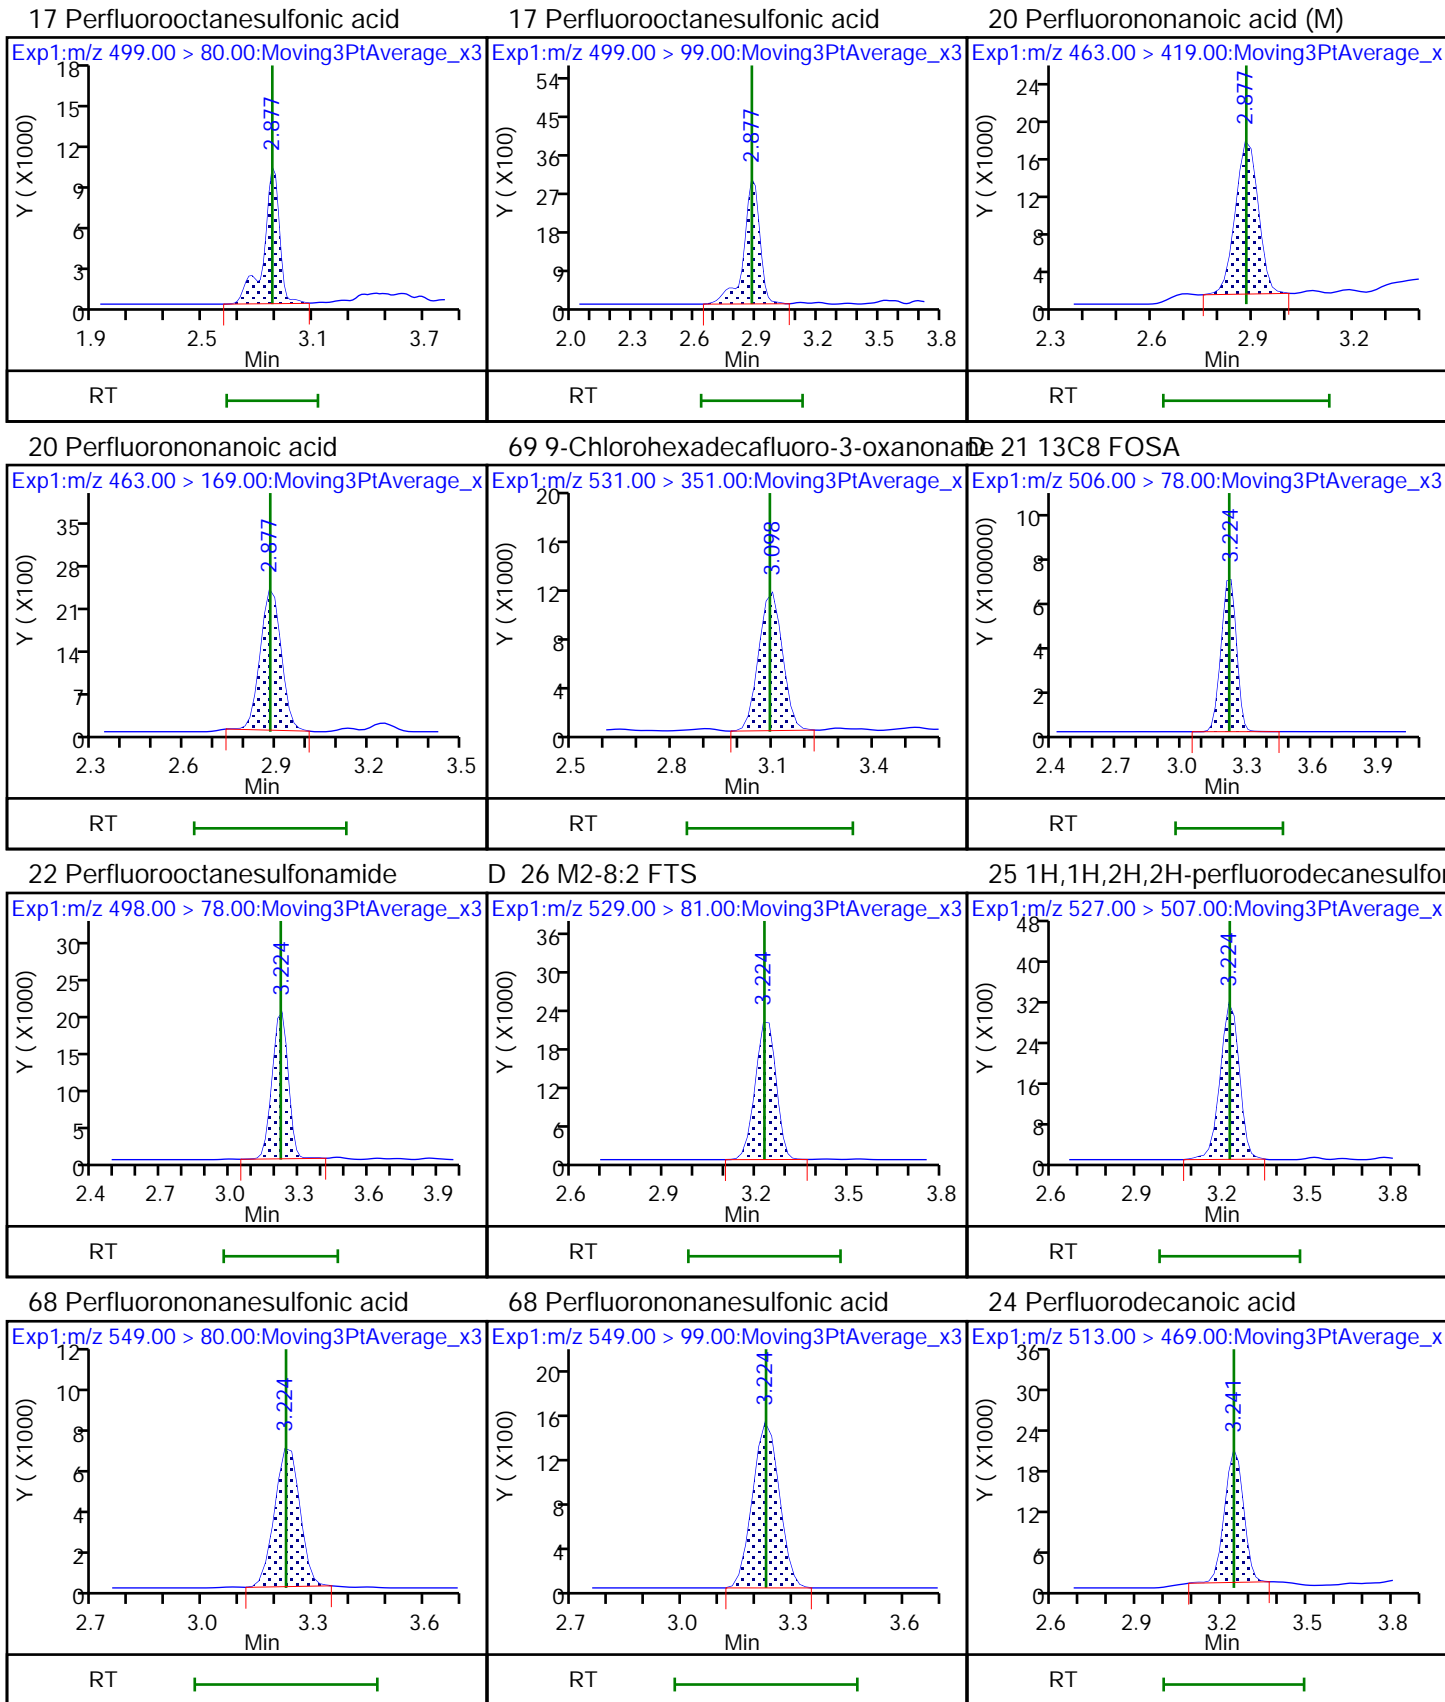 17 Perfluorooctanesulfonic acid
Exp1:m/z 499.00 > 80.00:Moving3PtAverage_x3
Y ( X1000)
18
15
12
9
6
3
0
2.877
1.9 2.5 3.1 3.7
Min
RT
17 Perfluorooctanesulfonic acid
Exp1:m/z 499.00 > 99.00:Moving3PtAverage_x3
Y ( X100)
54
45
36
27
18
9
0
2.877
2.0 2.3 2.6 2.9 3.2 3.5 3.8
Min
RT
20 Perfluorononanoic acid (M)
Exp1:m/z 463.00 > 419.00:Moving3PtAverage_x
Y ( X1000)
24
20
16
12
8
4
0
2.877
2.3 2.6 2.9 3.2
Min
RT
20 Perfluorononanoic acid
Exp1:m/z 463.00 > 169.00:Moving3PtAverage_x
Y ( X100)
35
28
21
14
7
0
2.877
2.3 2.6 2.9 3.2 3.5
Min
RT
69 9-Chlorohexadecafluoro-3-oxanonane
Exp1:m/z 531.00 > 351.00:Moving3PtAverage_x
Y ( X1000)
20
16
12
8
4
0
3.098
2.5 2.8 3.1 3.4
Min
RT
D 21 13C8 FOSA
Exp1:m/z 506.00 > 78.00:Moving3PtAverage_x3
Y ( X100000)
10
8
6
4
2
0
3.224
2.4 2.7 3.0 3.3 3.6 3.9
Min
RT
22 Perfluorooctanesulfonamide
Exp1:m/z 498.00 > 78.00:Moving3PtAverage_x3
Y ( X1000)
30
25
20
15
10
5
0
3.224
2.4 2.7 3.0 3.3 3.6 3.9
Min
RT
D 26 M2-8:2 FTS
Exp1:m/z 529.00 > 81.00:Moving3PtAverage_x3
Y ( X1000)
36
30
24
18
12
6
0
3.224
2.6 2.9 3.2 3.5 3.8
Min
RT
25 1H,1H,2H,2H-perfluorodecanesulfo
Exp1:m/z 527.00 > 507.00:Moving3PtAverage_x
Y ( X100)
48
40
32
24
16
8
0
3.224
2.6 2.9 3.2 3.5 3.8
Min
RT
68 Perfluorononanesulfonic acid
Exp1:m/z 549.00 > 80.00:Moving3PtAverage_x3
Y ( X1000)
12
10
8
6
4
2
0
3.224
2.7 3.0 3.3 3.6
Min
RT
68 Perfluorononanesulfonic acid
Exp1:m/z 549.00 > 99.00:Moving3PtAverage_x3
Y ( X100)
20
16
12
8
4
0
3.224
2.7 3.0 3.3 3.6
Min
RT
24 Perfluorodecanoic acid
Exp1:m/z 513.00 > 469.00:Moving3PtAverage_x
Y ( X1000)
36
30
24
18
12
6
0
3.241
2.6 2.9 3.2 3.5 3.8
Min
RT